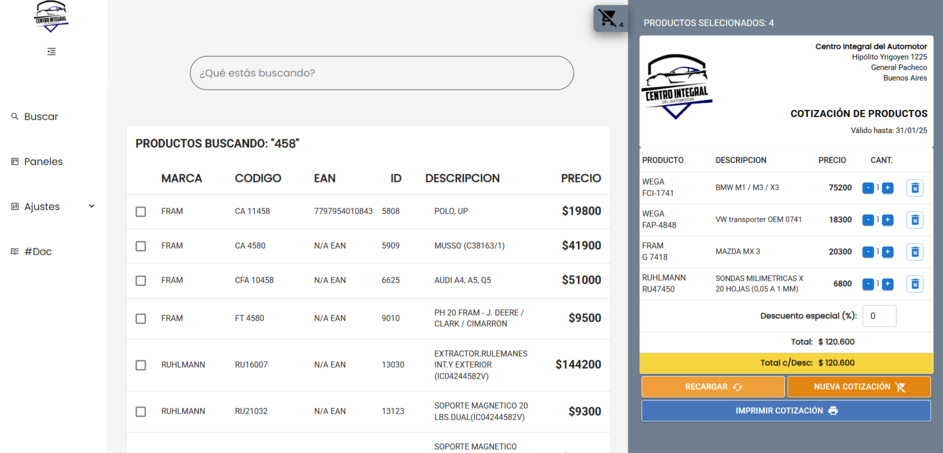 CENTRO INTEGRAL
¿Qué estás buscando?
Buscar
Paneles
Ajustes
#Doc
PRODUCTOS BUSCANDO: "458"
MARCA CODIGO EAN ID DESCRIPCION PRECIO
FRAM CA 11458 7797954010843 5808 POLO, UP $19800
FRAM CA 4580 N/A EAN 5909 MUSSO (C38163/1) $41900
FRAM CFA 10458 N/A EAN 6625 AUDI A4, A5, Q5 $51000
FRAM FT 4580 N/A EAN 9010 PH 20 FRAM - J. DEERE / $9500
CLARK / CIMARRON
RUHLMANN RU16007 N/A EAN 13030 EXTRACTOR.RULEMANES $144200
INT.Y EXTERIOR
(IC04244582V)
RUHLMANN RU21032 N/A EAN 13123 SOPORTE MAGNETICO 20 $9300
LBS.DUAL(IC04244582V)
SOPORTE MAGNETICO
4
PRODUCTOS SELECIONADOS: 4
CENTRO INTEGRAL
DEL AUTOMOTOR
Centro Integral del Automotor
Hipólito Yrigoyen 1225
General Pacheco
Buenos Aires
COTIZACIÓN DE PRODUCTOS
Válido hasta: 31/01/25
PRODUCTO DESCRIPCION PRECIO CANT.
WEGA
FCI-1741 BMW M1 / M3 / X3 75200 - 1 +
WEGA
FAP-4848 VW transporter OEM 0741 18300 - 1 +
FRAM
G 7418 MAZDA MX 3 20300 - 1 +
RUHLMANN SONDAS MILIMETRICAS X
RU47450 20 HOJAS (0,05 A 1 MM) 6800 - 1 +
Descuento especial (%): 0
Total: $ 120.600
Total c/Desc: $ 120.600
RECARGAR
NUEVA COTIZACIÓN
IMPRIMIR COTIZACIÓN